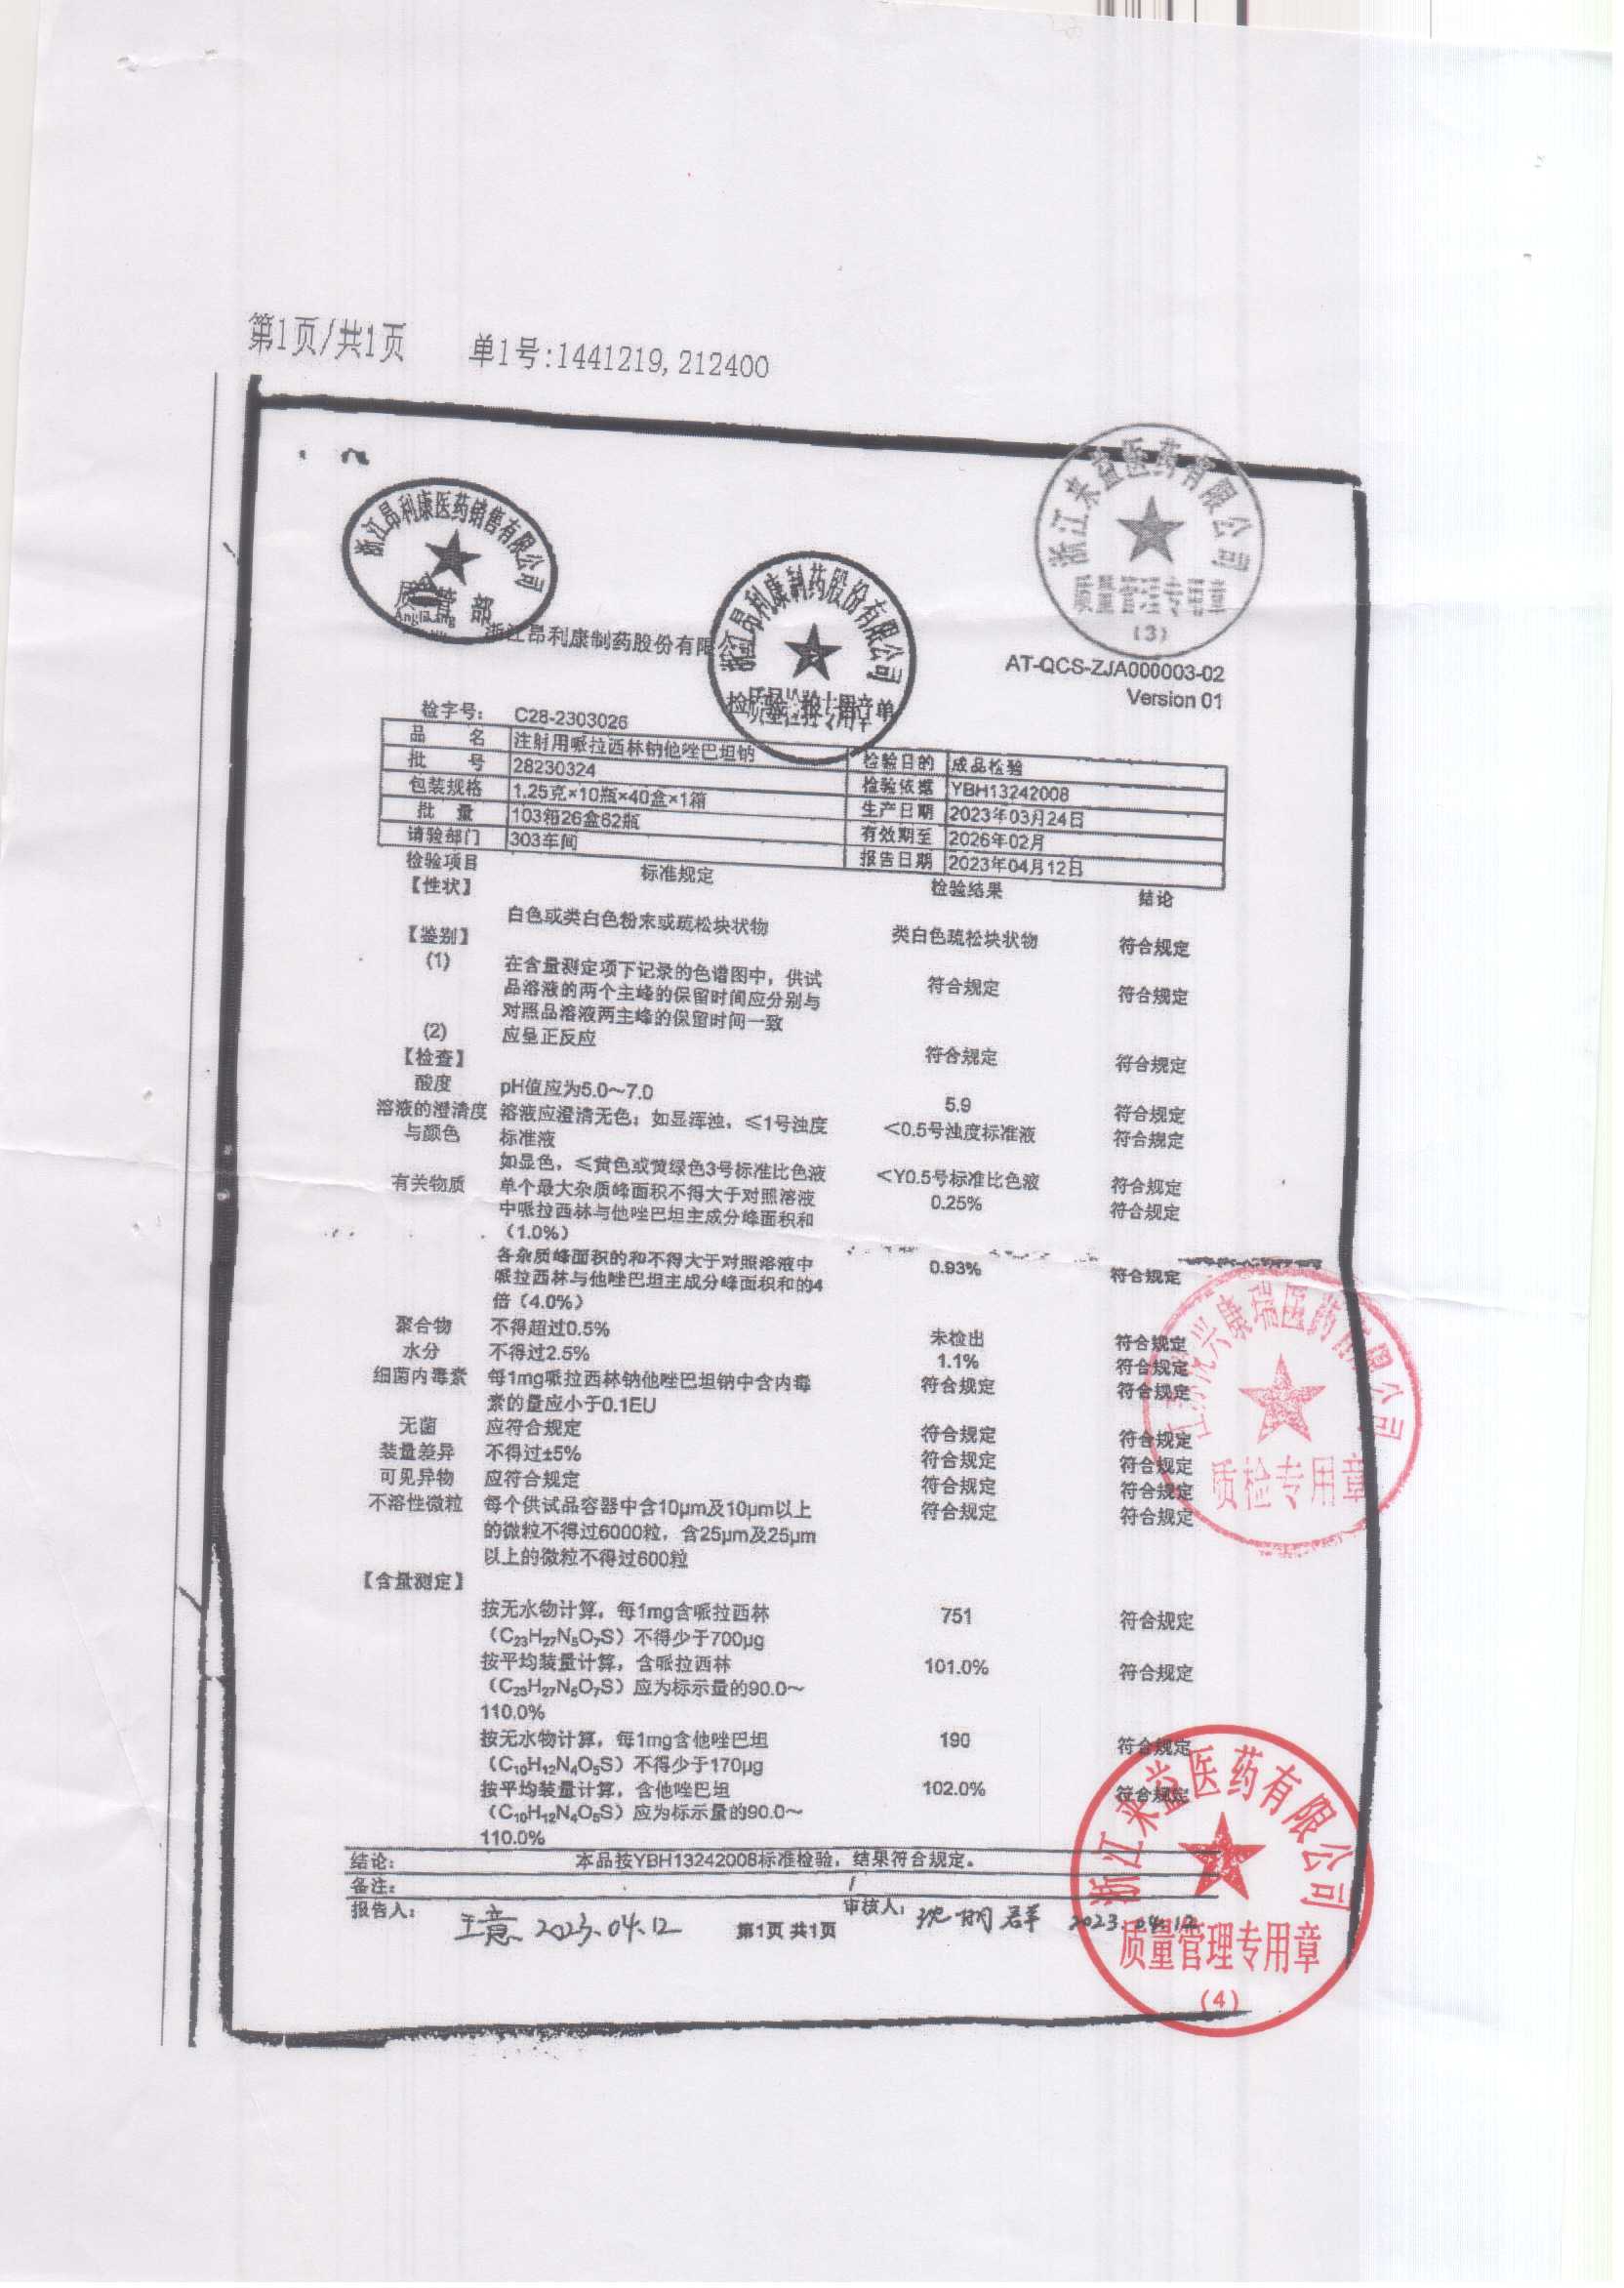 第1页/共1页 单1号:1441219,212400
浙江昂利康医药销售有限公司
质管部
浙江昂利康制药股份有限公司
浙江昂利康制药股份有限
浙江来益医药有限公司
质量管理专用章
(3)
AT-QCS-ZJA000003-02
Version 01
检字号: C28-2303026
品 名 注射用哌拉西林钠他唑巴坦钠 检验目的 成品检验
批 号 28230324 检验依据 YBH13242008
包装规格 1.25克×10瓶×40盒×1箱 生产日期 2023年03月24日
批 量 103箱26盒62瓶 有效期至 2026年02月
请验部门 303车间 报告日期 2023年04月12日
检验项目 标准规定 检验结果 结论
【性状】
白色或类白色粉末或疏松块状物 类白色疏松块状物 符合规定
【鉴别】
(1) 在含量测定项下记录的色谱图中，供试 符合规定 符合规定
品溶液的两个主峰的保留时间应分别与
对照品溶液两主峰的保留时间一致
(2) 应呈正反应 符合规定 符合规定
【检查】
酸度 pH值应为5.0～7.0 5.9 符合规定
溶液的澄清度 溶液应澄清无色；如显浑浊，≤1号浊度 <0.5号浊度标准液 符合规定
与颜色 标准液
如显色，≤黄色或黄绿色3号标准比色液 <Y0.5号标准比色液 符合规定
有关物质 单个最大杂质峰面积不得大于对照溶液 0.25% 符合规定
中哌拉西林与他唑巴坦主成分峰面积和
（1.0%）
各杂质峰面积的和不得大于对照溶液中 0.93% 符合规定
哌拉西林与他唑巴坦主成分峰面积和的4
倍（4.0%）
聚合物 不得超过0.5% 未检出 符合规定
水分 不得过2.5% 1.1% 符合规定
细菌内毒素 每1mg哌拉西林钠他唑巴坦钠中含内毒 符合规定 符合规定
素的量应小于0.1EU
无菌 应符合规定 符合规定 符合规定
装量差异 不得过±5% 符合规定 符合规定
可见异物 应符合规定 符合规定 符合规定
不溶性微粒 每个供试品容器中含10μm及10μm以上 符合规定 符合规定
的微粒不得过6000粒，含25μm及25μm
以上的微粒不得过600粒
【含量测定】
按无水物计算，每1mg含哌拉西林 751 符合规定
（C23H27N5O7S）不得少于700μg
按平均装量计算，含哌拉西林 101.0% 符合规定
（C23H27N5O7S）应为标示量的90.0～
110.0%
按无水物计算，每1mg含他唑巴坦 190 符合规定
（C10H12N4O5S）不得少于170μg
按平均装量计算，含他唑巴坦 102.0% 符合规定
（C10H12N4O5S）应为标示量的90.0～
110.0%
结论: 本品按YBH13242008标准检验，结果符合规定。
备注: /
报告人: 王意 2023.04.12 第1页 共1页 审核人: 2023.04.12
兴康瑞医药有限公司
质检专用章
浙江来益医药有限公司
质量管理专用章
(4)